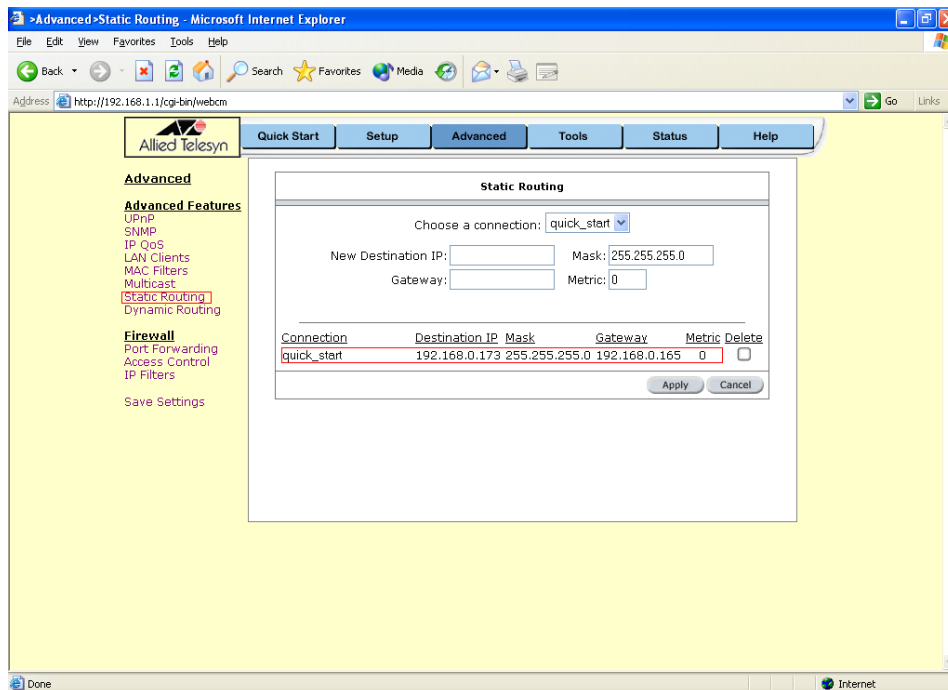 >Advanced>Static Routing - Microsoft Internet Explorer
File Edit View Favorites Tools Help
Back Search Favorites Media
Address http://192.168.1.1/cgi-bin/webcm Go Links
Allied Telesyn
Quick Start Setup Advanced Tools Status Help
Advanced
Advanced Features
UPnP
SNMP
IP QoS
LAN Clients
MAC Filters
Multicast
Static Routing
Dynamic Routing
Firewall
Port Forwarding
Access Control
IP Filters
Save Settings
Static Routing
Choose a connection: quick_start
New Destination IP: Mask: 255.255.255.0
Gateway: Metric: 0
Connection Destination IP Mask Gateway Metric Delete
quick_start 192.168.0.173 255.255.255.0 192.168.0.165 0
Apply Cancel
Done Internet